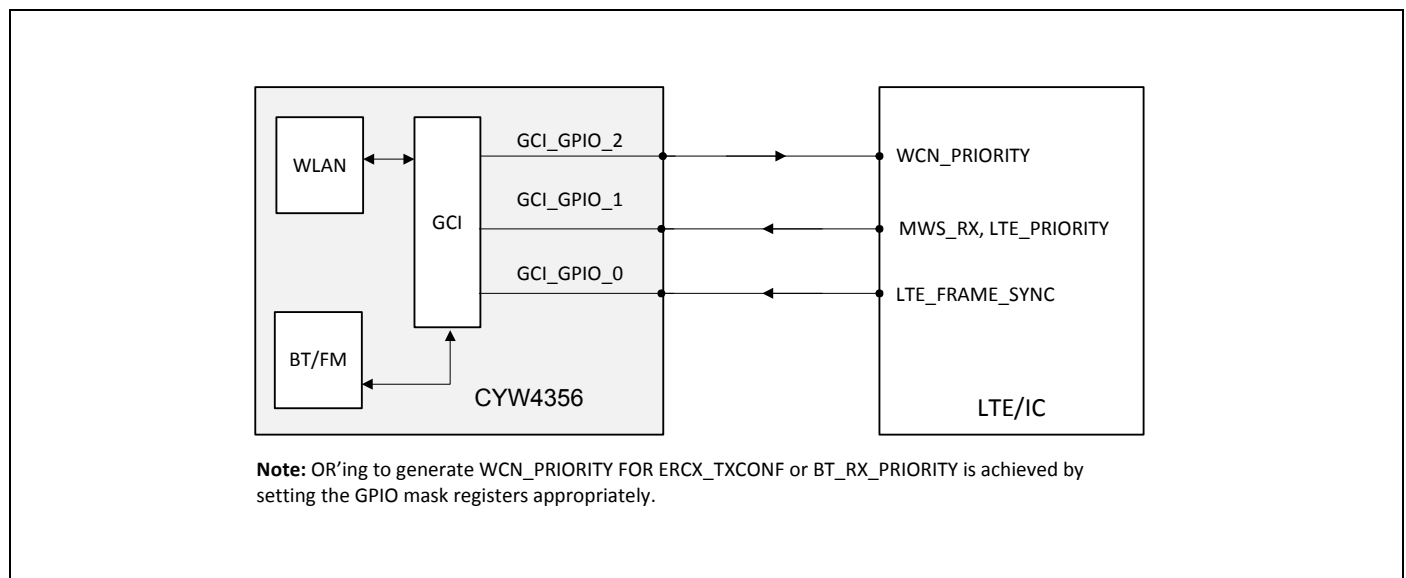 GCI_GPIO_2
WCN_PRIORITY
WLAN
GCI_GPIO_1
GCI
MWS_RX, LTE_PRIORITY
GCI_GPIO_0
LTE_FRAME_SYNC
BT/FM
CYW4356
LTE/IC
Note: OR’ing to generate WCN_PRIORITY FOR ERCX_TXCONF or BT_RX_PRIORITY is achieved by
setting the GPIO mask registers appropriately.